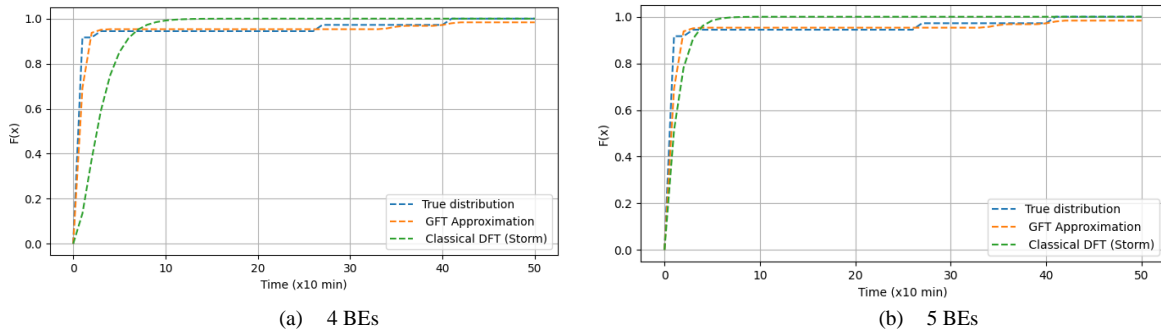 1.0
0.8
0.6
0.4
0.2
0.0
F(x)
0 10 20 30 40 50
Time (x10 min)
True distribution
GFT Approximation
Classical DFT (Storm)
(a) 4 BEs
1.0
0.8
0.6
0.4
0.2
0.0
F(x)
0 10 20 30 40 50
Time (x10 min)
True distribution
GFT Approximation
Classical DFT (Storm)
(b) 5 BEs